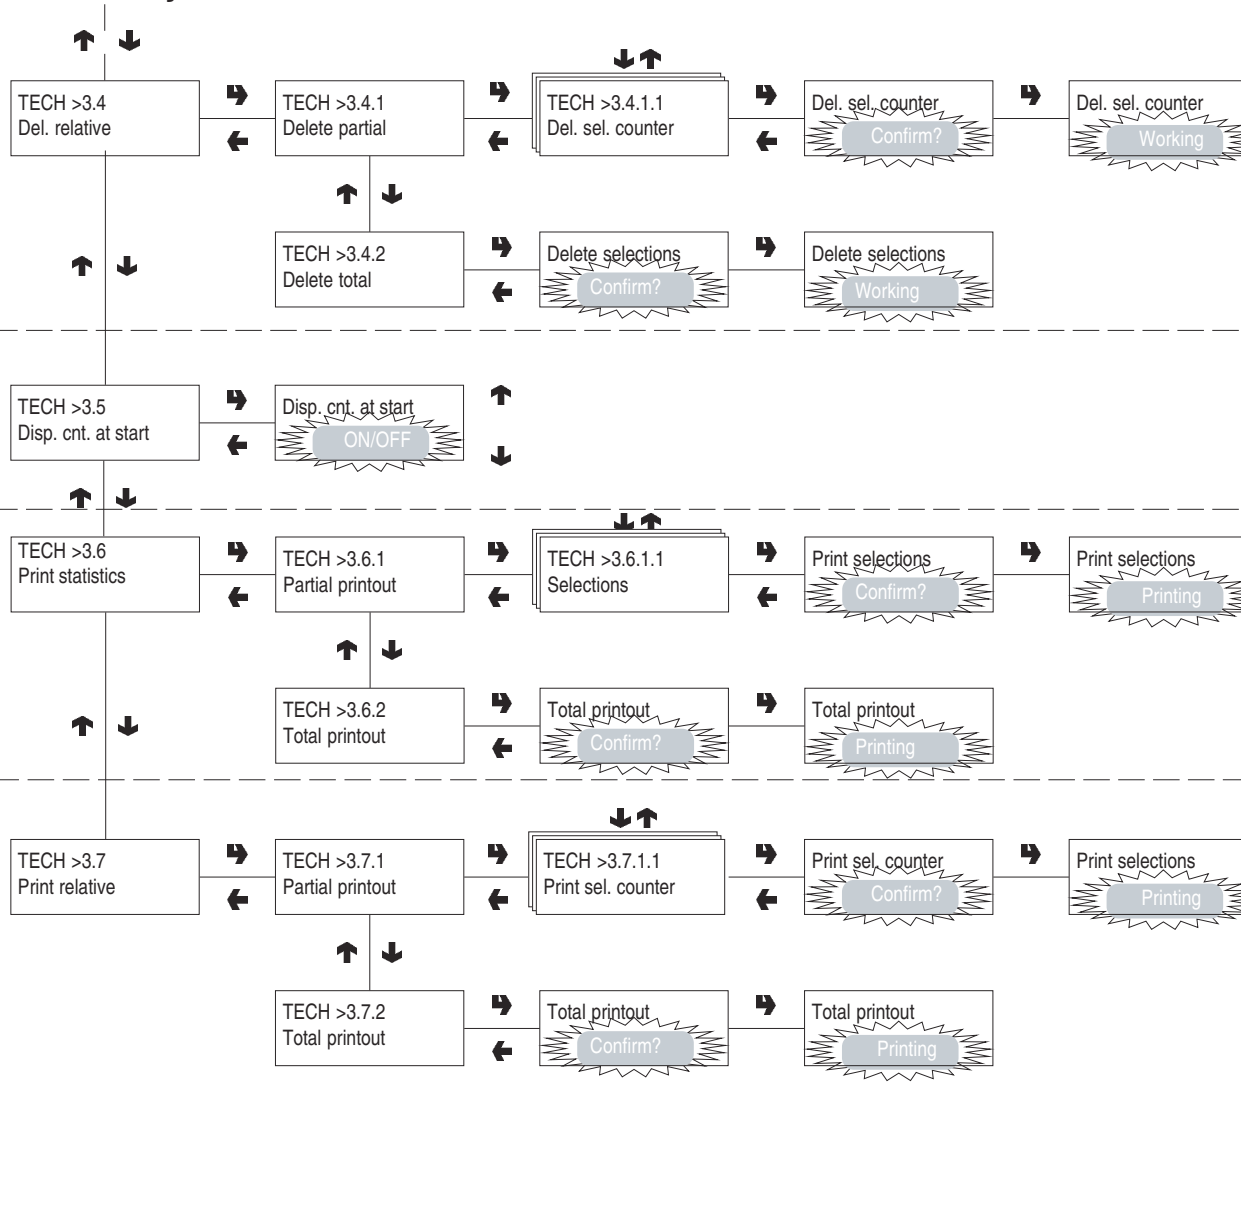 TECH >3.4
Del. relative
TECH >3.4.1
Delete partial
TECH >3.4.1.1
Del. sel. counter
Del. sel. counter
Confirm?
Del. sel. counter
Working
TECH >3.4.2
Delete total
Delete selections
Confirm?
Delete selections
Working
TECH >3.5
Disp. cnt. at start
Disp. cnt. at start
ON/OFF
TECH >3.6
Print statistics
TECH >3.6.1
Partial printout
TECH >3.6.1.1
Selections
Print selections
Confirm?
Print selections
Printing
TECH >3.6.2
Total printout
Total printout
Confirm?
Total printout
Printing
TECH >3.7
Print relative
TECH >3.7.1
Partial printout
TECH >3.7.1.1
Print sel. counter
Print sel. counter
Confirm?
Print selections
Printing
TECH >3.7.2
Total printout
Total printout
Confirm?
Total printout
Printing